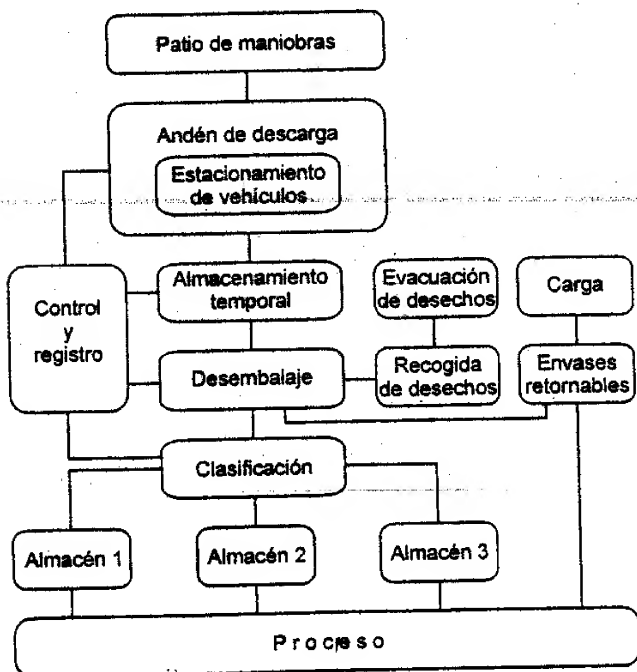 Patio de maniobras
Andén de descarga
Estacionamiento
de vehículos
Almacenamiento
temporal
Evacuación
de desechos
Carga
Control
y
registro
Desembalaje
Recogida
de desechos
Envases
retornables
Clasificación
Almacén 1
Almacén 2
Almacén 3
Proceso